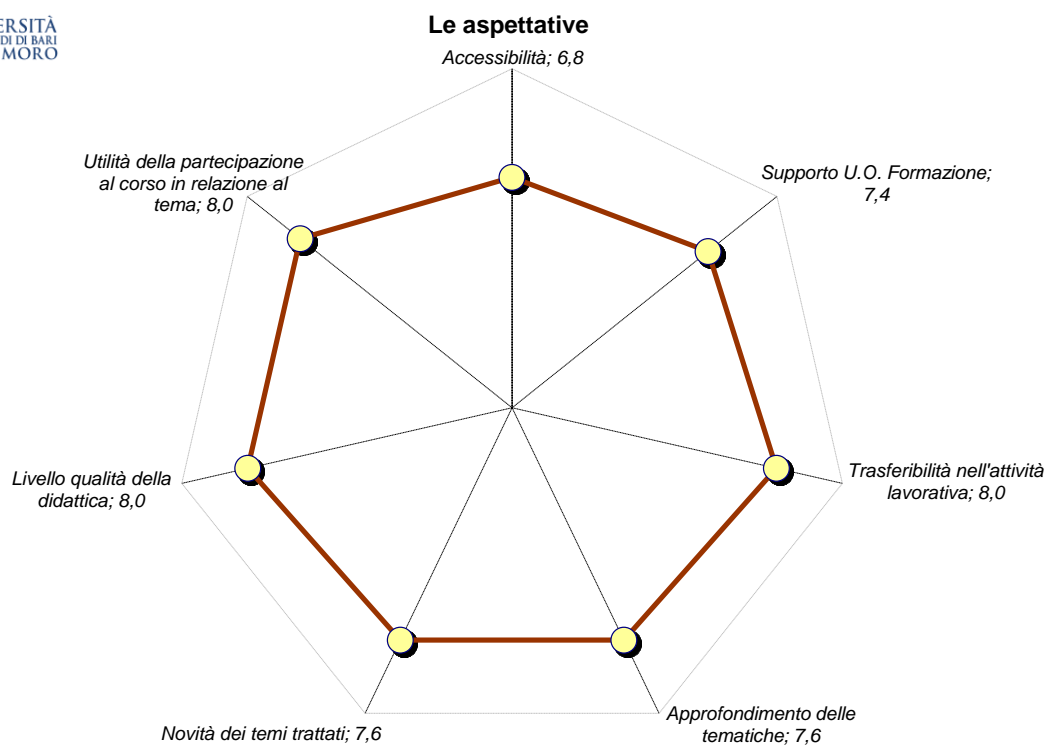 DI DI BARI
MORO
Le aspettative
Accessibilità; 6,8
Utilità della partecipazione
al corso in relazione al
tema; 8,0
Supporto U.O. Formazione;
7,4
Livello qualità della
didattica; 8,0
Trasferibilità nell'attività
lavorativa; 8,0
Novità dei temi trattati; 7,6
Approfondimento delle
tematiche; 7,6